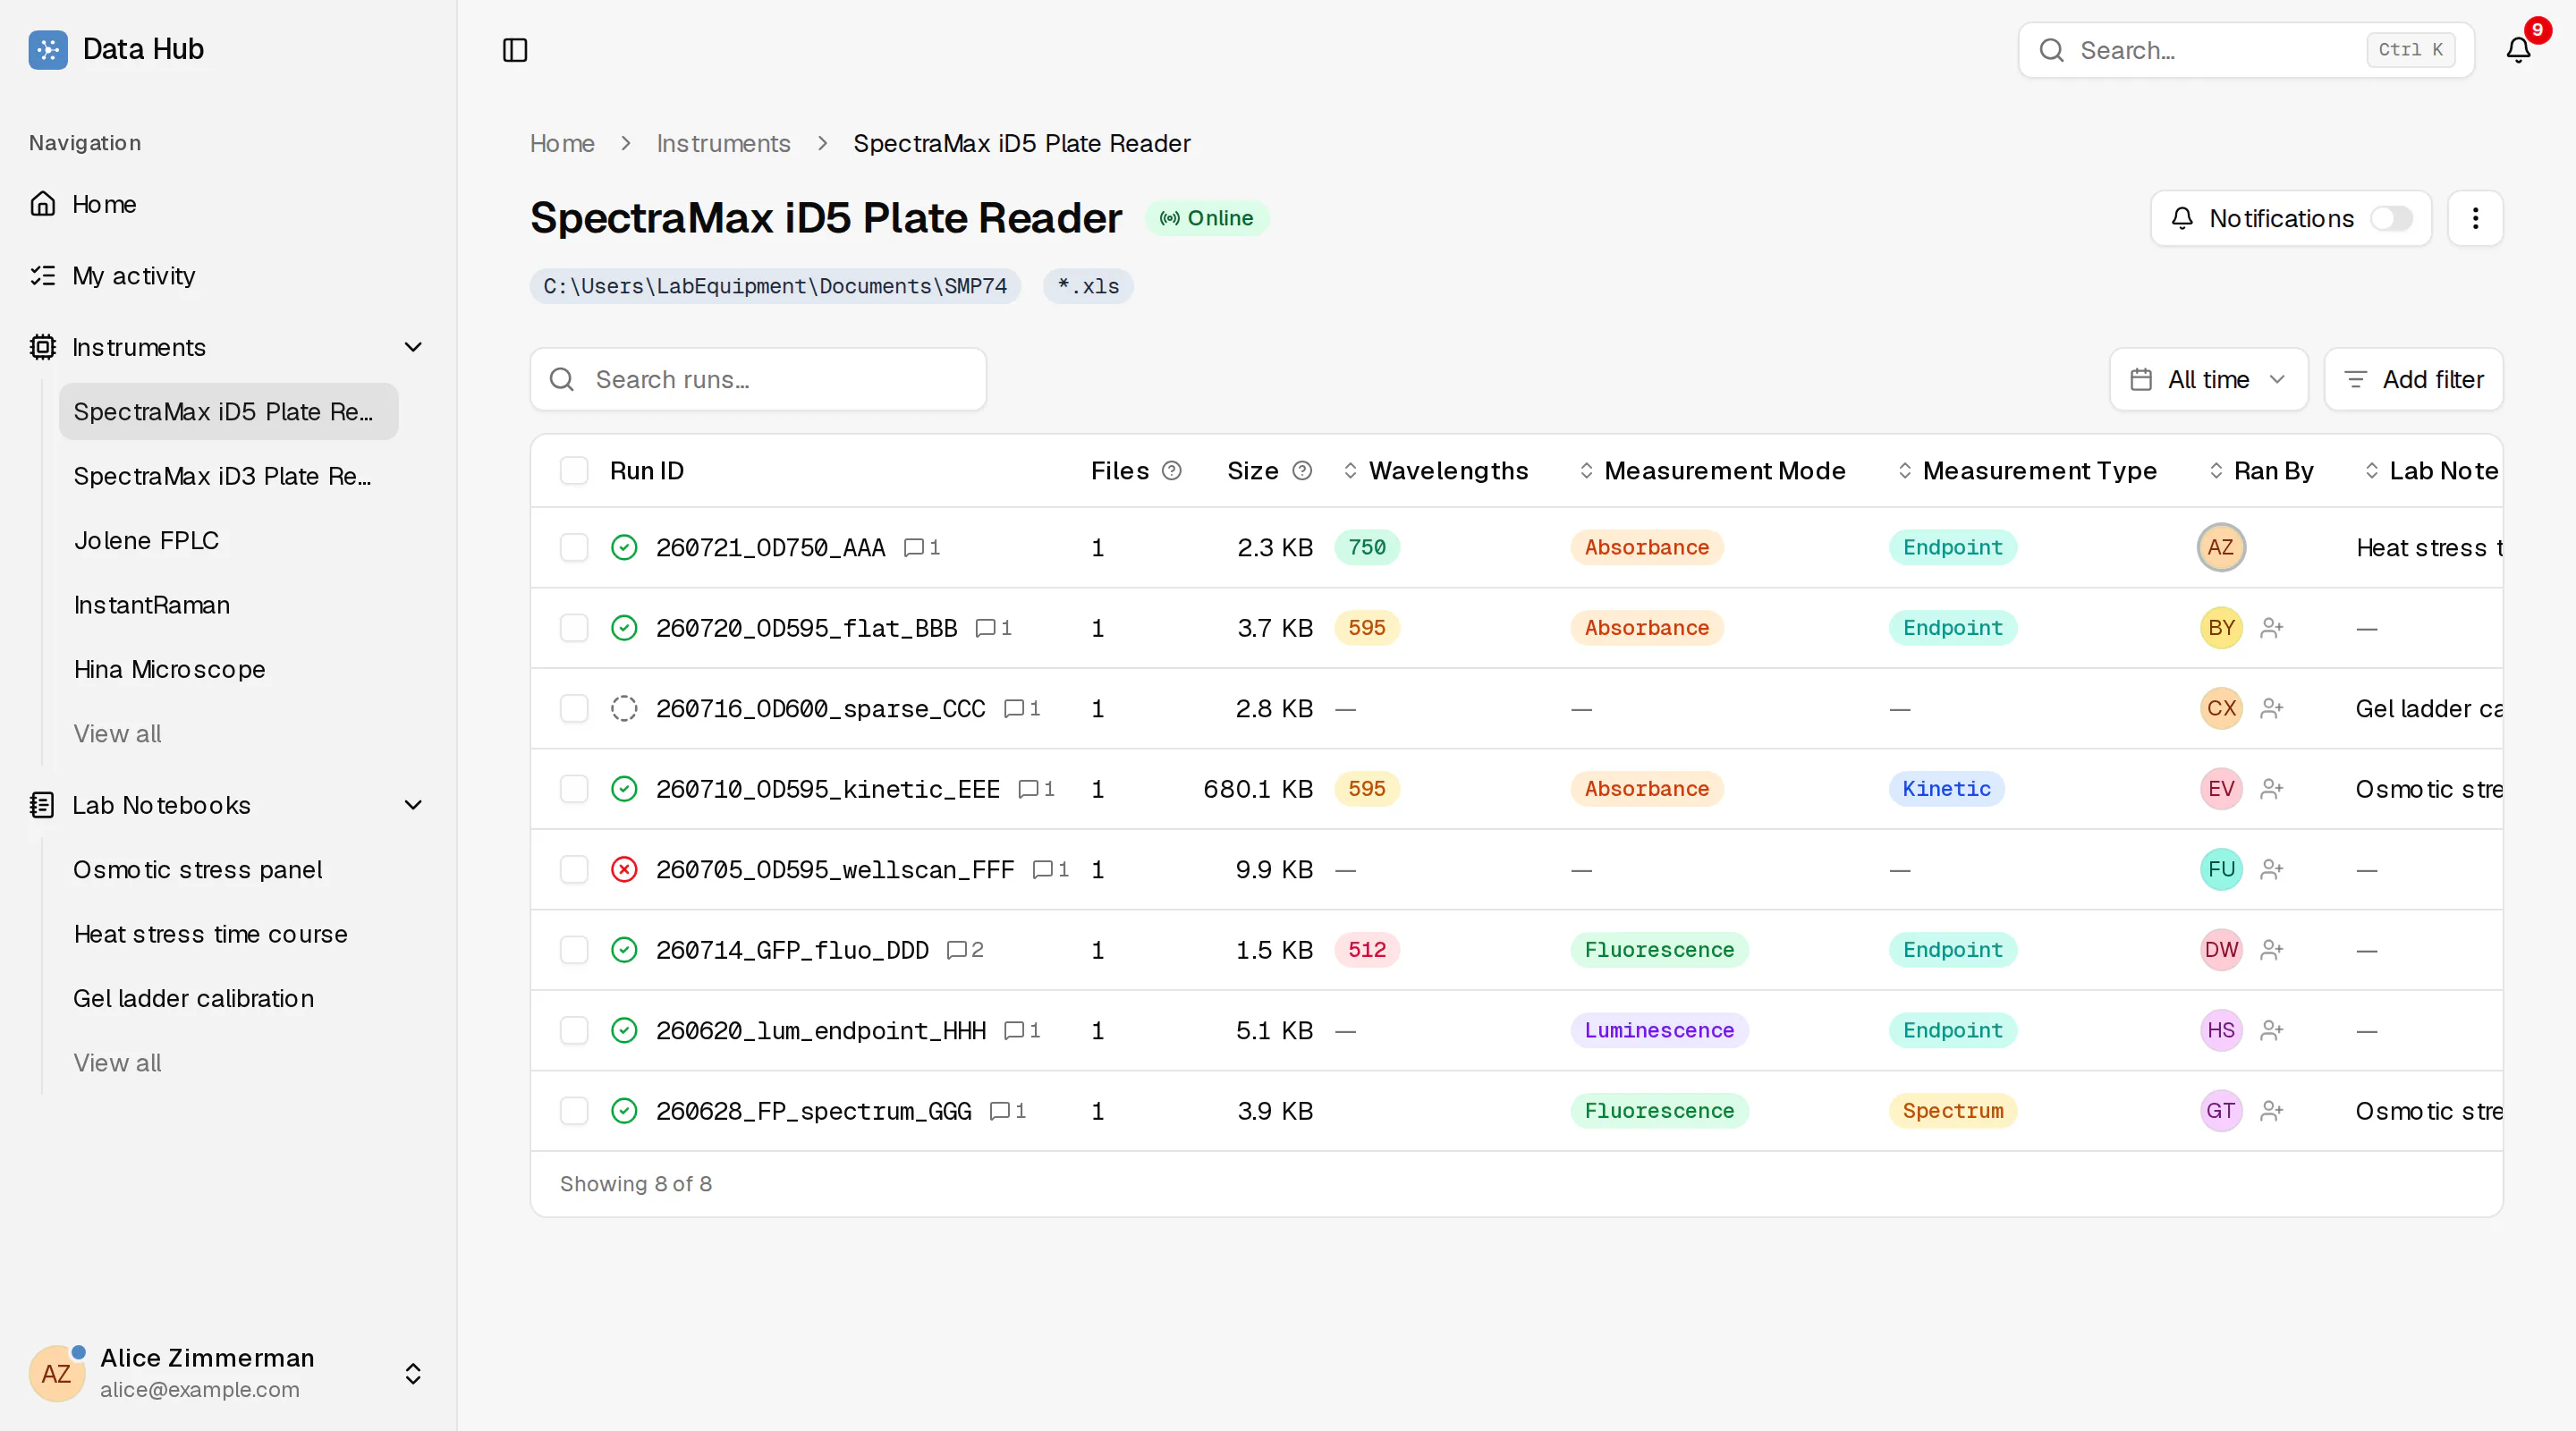 Data Hub
Search...
Ctrl K
9
Navigation
Home
My activity
Instruments
SpectraMax iD5 Plate Re...
SpectraMax iD3 Plate Re...
Jolene FPLC
InstantRaman
Hina Microscope
View all
Lab Notebooks
Osmotic stress panel
Heat stress time course
Gel ladder calibration
View all
AZ
Alice Zimmerman
alice@example.com
Home
Instruments
SpectraMax iD5 Plate Reader
SpectraMax iD5 Plate Reader
Online
Notifications
C:\Users\LabEquipment\Documents\SMP74
*.xls
Search runs...
All time
Add filter
Run ID Files Size Wavelengths Measurement Mode Measurement Type Ran By Lab Note
260721_OD750_AAA 1 1 2.3 KB 750 Absorbance Endpoint AZ Heat stress t
260720_OD595_flat_BBB 1 1 3.7 KB 595 Absorbance Endpoint BY —
260716_OD600_sparse_CCC 1 1 2.8 KB — — — CX Gel ladder ca
260710_OD595_kinetic_EEE 1 1 680.1 KB 595 Absorbance Kinetic EV Osmotic stre
260705_OD595_wellscan_FFF 1 1 9.9 KB — — — FU —
260714_GFP_fluo_DDD 2 1 1.5 KB 512 Fluorescence Endpoint DW —
260620_lum_endpoint_HHH 1 1 5.1 KB — Luminescence Endpoint HS —
260628_FP_spectrum_GGG 1 1 3.9 KB Fluorescence Spectrum GT Osmotic stre
Showing 8 of 8